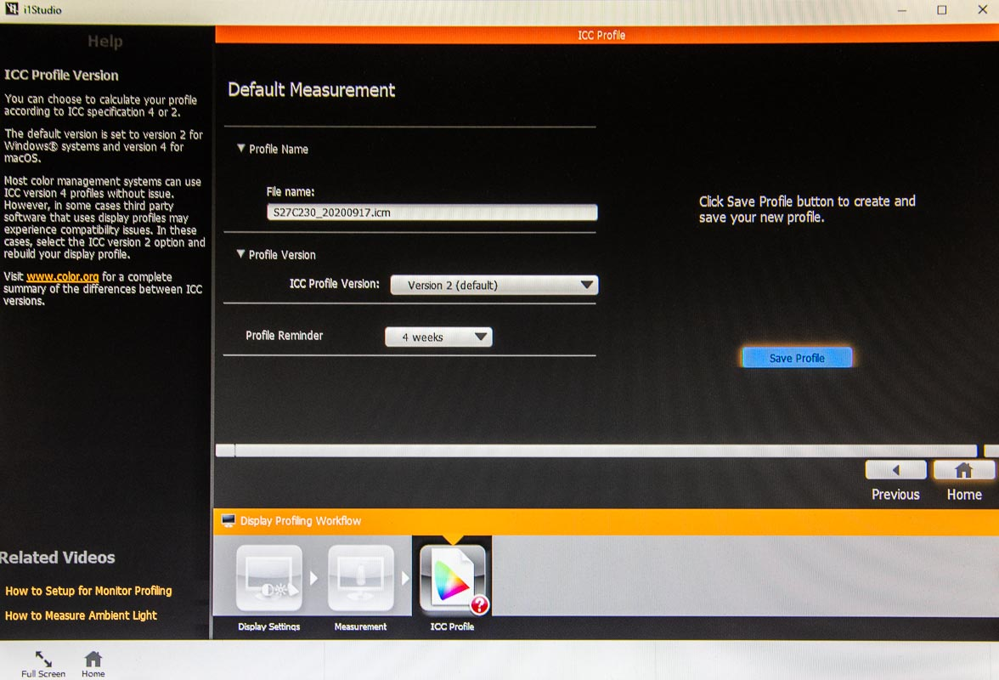 i1Studio
Help
ICC Profile Version
You can choose to calculate your profile
according to ICC specification 4 or 2.
The default version is set to version 2 for
Windows® systems and version 4 for
macOS.
Most color management systems can use
ICC version 4 profiles without issue.
However, in some cases third party
software that uses display profiles may
experience compatibility issues. In these
cases, select the ICC version 2 option and
rebuild your display profile.
Visit www.color.org for a complete
summary of the differences between ICC
versions.
Related Videos
How to Setup for Monitor Profiling
How to Measure Ambient Light
ICC Profile
Default Measurement
Profile Name
File name:
S27C230_20200917.icm
Profile Version
ICC Profile Version: Version 2 (default)
Profile Reminder 4 weeks
Click Save Profile button to create and
save your new profile.
Save Profile
Previous Home
Display Profiling Workflow
?
Display Settings Measurement ICC Profile
Full Screen Home